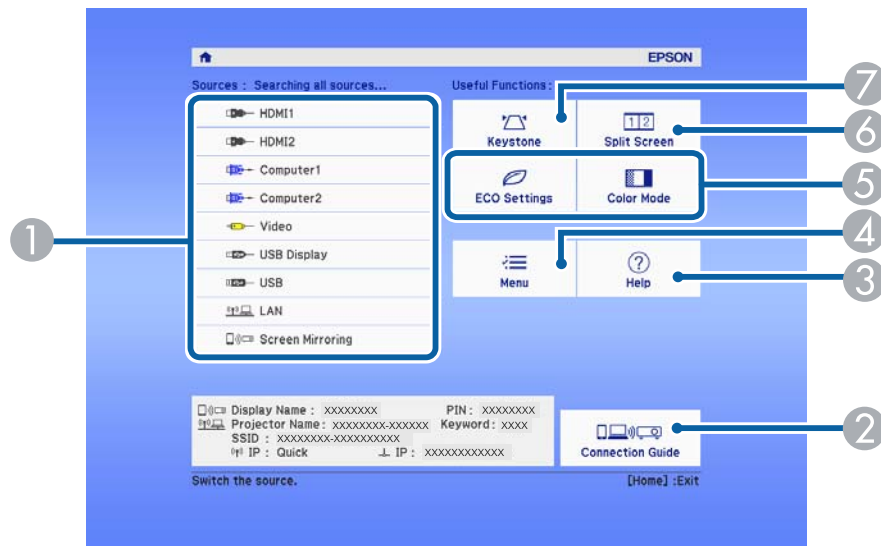 EPSON
Sources : Searching all sources...
HDMI1
HDMI2
Computer1
Computer2
Video
USB Display
USB
LAN
Screen Mirroring
Useful Functions:
Keystone
Split Screen
1 2
ECO Settings
Color Mode
Menu
? Help
Display Name : XXXXXXXX PIN : XXXXXXXX
Projector Name : XXXXXXXX-XXXXXX Keyword : XXXX
SSID : XXXXXXXX-XXXXXXXXXX
IP : Quick IP : XXXXXXXXXXXX
Connection Guide
Switch the source. [Home] :Exit
1
7
6
5
4
3
2